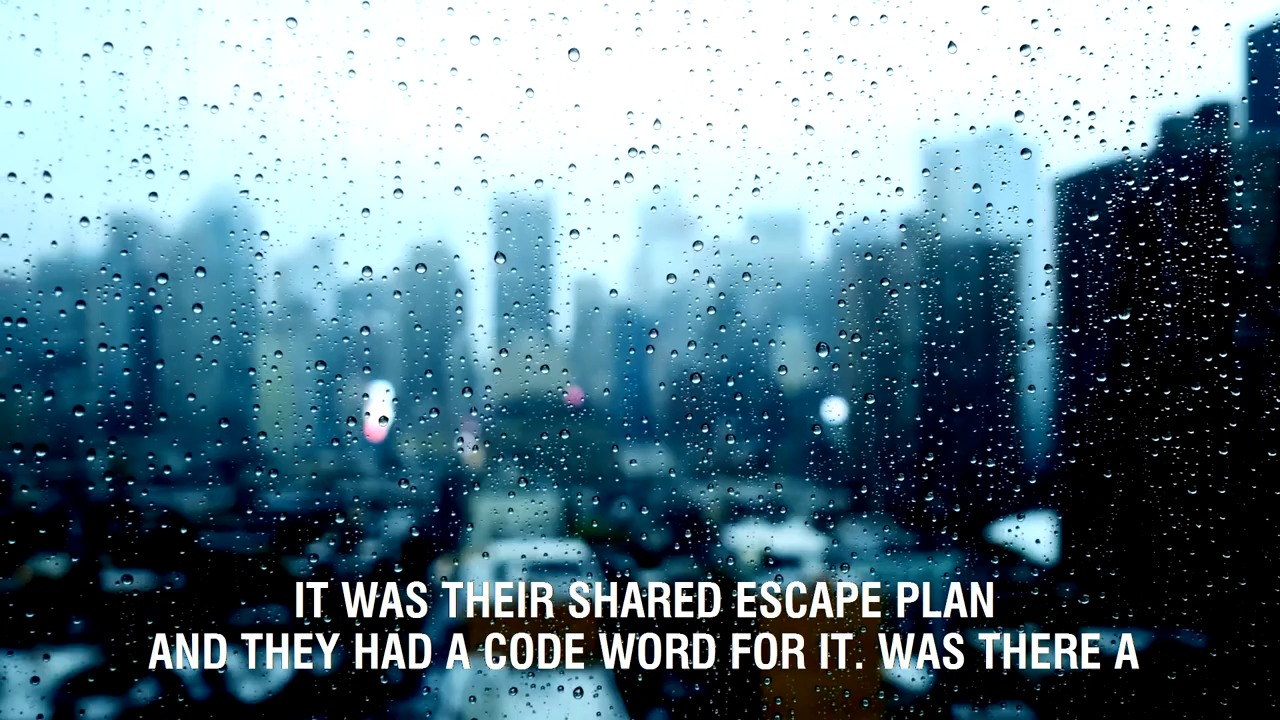 IT WAS THEIR SHARED ESCAPE PLAN
AND THEY HAD A CODE WORD FOR IT. WAS THERE A